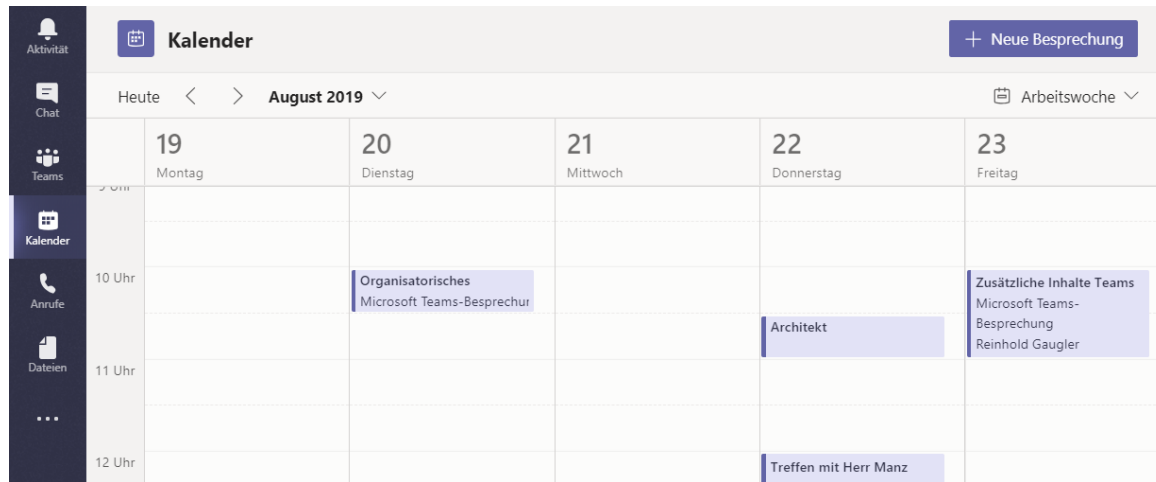 Aktivität
Chat
Teams
Kalender
Anrufe
Dateien
Kalender
Neue Besprechung
Heute
August 2019
Arbeitswoche
19
Montag
20
Dienstag
21
Mittwoch
22
Donnerstag
23
Freitag
10 Uhr
11 Uhr
12 Uhr
Organisatorisches
Microsoft Teams-Besprechun
Architekt
Treffen mit Herr Manz
Zusätzliche Inhalte Teams
Microsoft Teams-
Besprechung
Reinhold Gaugler